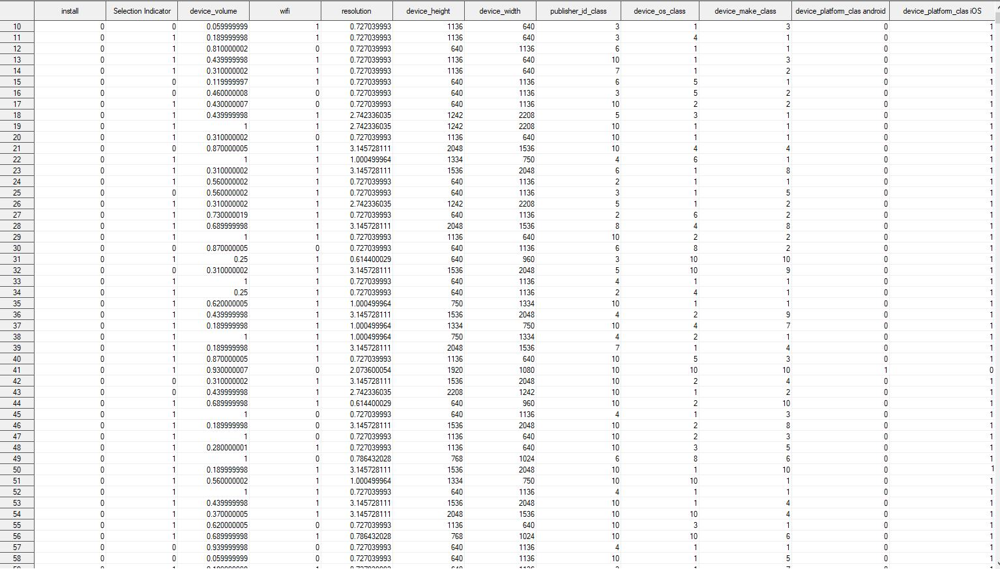 install Selection Indicator device_volume wifi resolution device_height device_width publisher_id_class device_os_class device_make_class device_platform_clas android device_platform_clas iOS
10 0 0 0.059999999 1 0.727039993 1136 640 3 1 3 0 1
11 0 1 0.189999998 1 0.727039993 1136 640 3 4 1 0 1
12 0 1 0.810000002 0 0.727039993 640 1136 6 1 1 0 1
13 0 1 0.439999998 1 0.727039993 1136 640 10 1 3 0 1
14 0 1 0.310000002 1 0.727039993 1136 640 7 1 2 0 1
15 0 0 0.119999997 1 0.727039993 640 1136 6 5 1 0 1
16 0 0 0.460000008 0 0.727039993 640 1136 3 5 2 0 1
17 0 1 0.430000007 0 0.727039993 640 1136 10 2 2 0 1
18 0 1 0.439999998 1 2.742336035 1242 2208 5 3 1 0 1
19 0 1 1 1 2.742336035 1242 2208 10 1 1 0 1
20 0 1 0.310000002 0 0.727039993 1136 640 10 1 1 0 1
21 0 0 0.870000005 1 3.145728111 2048 1536 10 4 4 0 1
22 0 1 1 1 1.000499964 1334 750 4 6 1 0 1
23 0 1 0.310000002 1 3.145728111 1536 2048 6 1 8 0 1
24 0 1 0.560000002 1 0.727039993 640 1136 2 1 1 0 1
25 0 0 0.560000002 1 0.727039993 640 1136 3 1 5 0 1
26 0 1 0.310000002 1 2.742336035 1242 2208 5 1 2 0 1
27 0 1 0.730000019 1 0.727039993 640 1136 2 6 2 0 1
28 0 1 0.689999998 1 3.145728111 2048 1536 8 4 8 0 1
29 0 1 1 1 0.727039993 1136 640 10 2 2 0 1
30 0 0 0.870000005 0 0.727039993 640 1136 6 8 2 0 1
31 0 1 0.25 1 0.614400029 640 960 3 10 10 0 1
32 0 0 0.310000002 1 3.145728111 1536 2048 5 10 9 0 1
33 0 1 1 1 0.727039993 640 1136 4 1 1 0 1
34 0 1 0.25 1 0.727039993 640 1136 2 4 1 0 1
35 0 1 0.620000005 1 1.000499964 750 1334 10 1 1 0 1
36 0 1 0.439999998 1 3.145728111 1536 2048 4 2 9 0 1
37 0 1 0.189999998 1 1.000499964 1334 750 10 4 7 0 1
38 0 1 1 1 1.000499964 750 1334 4 2 1 0 1
39 0 1 0.189999998 1 3.145728111 2048 1536 7 1 4 0 1
40 0 1 0.870000005 1 0.727039993 1136 640 10 5 3 0 1
41 0 1 0.930000007 0 2.073600054 1920 1080 10 10 10 1 0
42 0 0 0.310000002 1 3.145728111 1536 2048 10 2 4 0 1
43 0 0 0.439999998 1 2.742336035 2208 1242 10 1 2 0 1
44 0 1 0.689999998 1 0.614400029 640 960 10 2 10 0 1
45 0 1 1 0 0.727039993 640 1136 4 1 3 0 1
46 0 1 0.189999998 0 3.145728111 1536 2048 10 2 8 0 1
47 0 1 1 0 0.727039993 1136 640 10 2 3 0 1
48 0 1 0.280000001 1 0.727039993 1136 640 10 3 5 0 1
49 0 1 1 0 0.786432028 768 1024 6 8 6 0 1
50 0 1 0.189999998 1 3.145728111 1536 2048 10 1 10 0 1
51 0 1 0.560000002 1 1.000499964 1334 750 10 10 1 0 1
52 0 1 1 1 0.727039993 640 1136 4 1 1 0 1
53 0 1 0.439999998 1 3.145728111 1536 2048 10 1 4 0 1
54 0 1 0.370000005 1 3.145728111 2048 1536 10 10 4 0 1
55 0 1 0.620000005 0 0.727039993 1136 640 10 3 1 0 1
56 0 1 0.689999998 1 0.786432028 768 1024 10 10 6 0 1
57 0 0 0.939999998 0 0.727039993 640 1136 4 1 1 0 1
58 0 0 0.059999999 0 0.727039993 640 1136 10 1 5 0 1